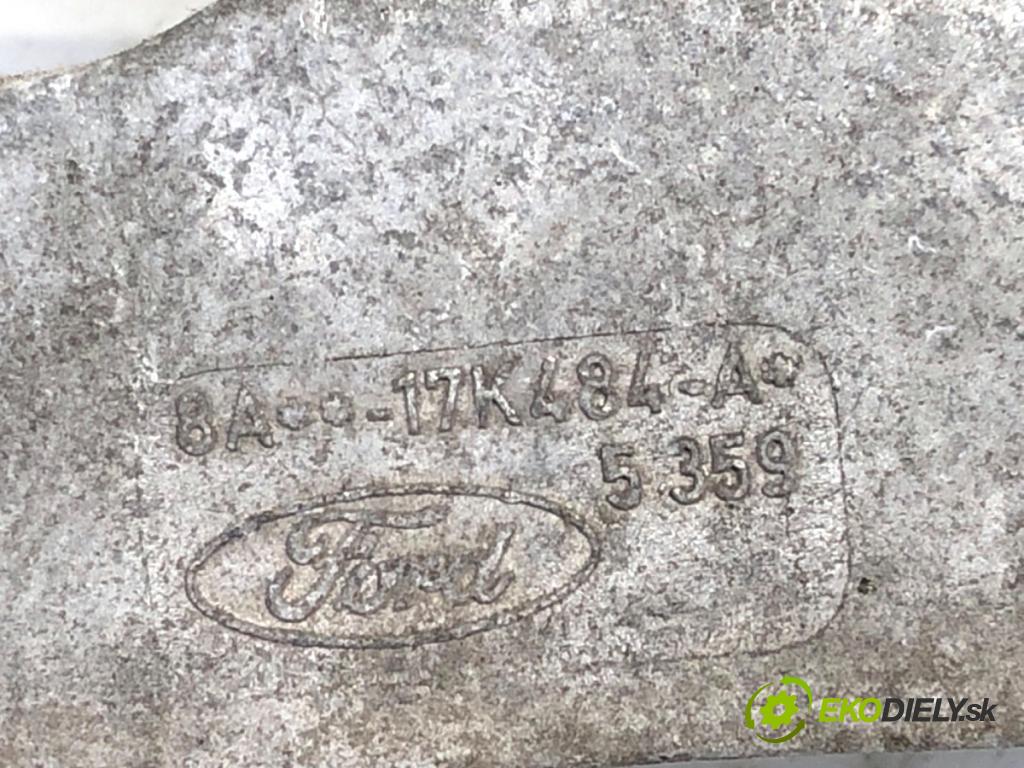 8A**-17K484-A*
5 359
Ford
EKODIELY.sk